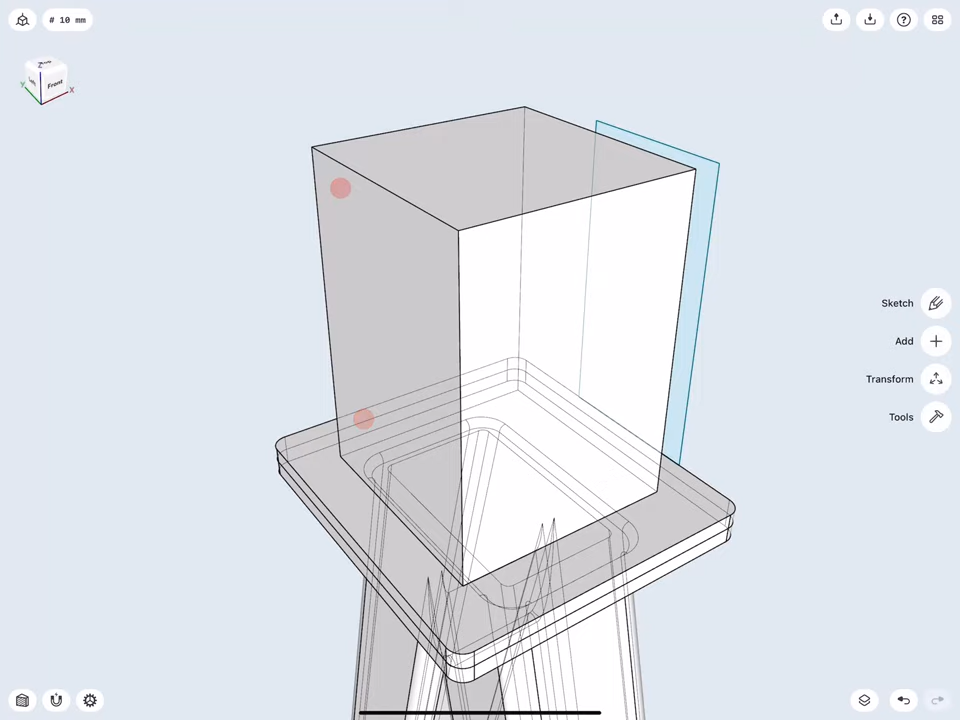 # 10 mm
Front
X
Y
Z
Sketch
Add
Transform
Tools